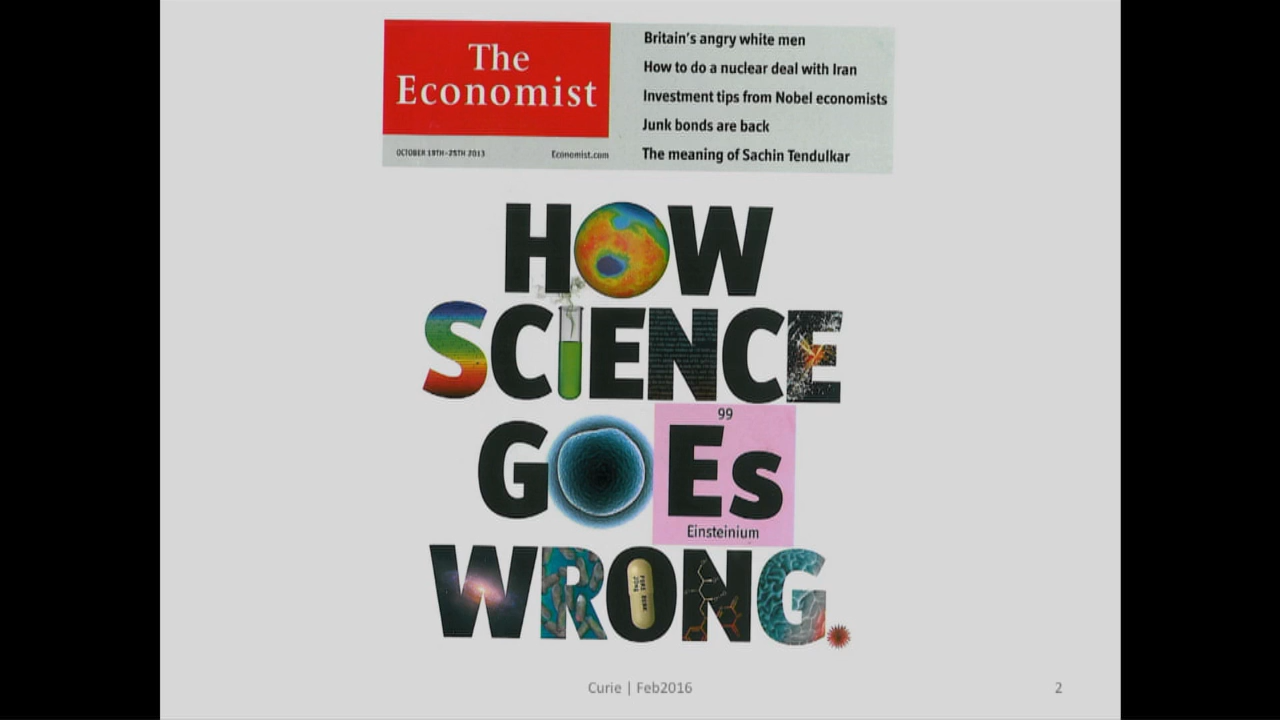 The
Economist
OCTOBER 19TH–25TH 2013
Economist.com
Britain's angry white men
How to do a nuclear deal with Iran
Investment tips from Nobel economists
Junk bonds are back
The meaning of Sachin Tendulkar
HOW
SCIENCE
99
GOEs
Einsteinium
WRONG.
Curie | Feb2016
2